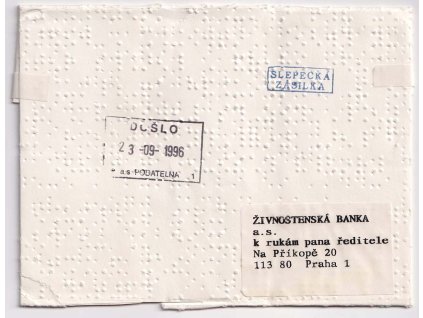 SLEPECKÁ
ZÁSILKA
DOŠLO
23 -09- 1996
a.s. PODATELNA 1
ŽIVNOSTENSKÁ BANKA
a.s.
k rukám pana ředitele
Na Příkopě 20
113 80 Praha 1